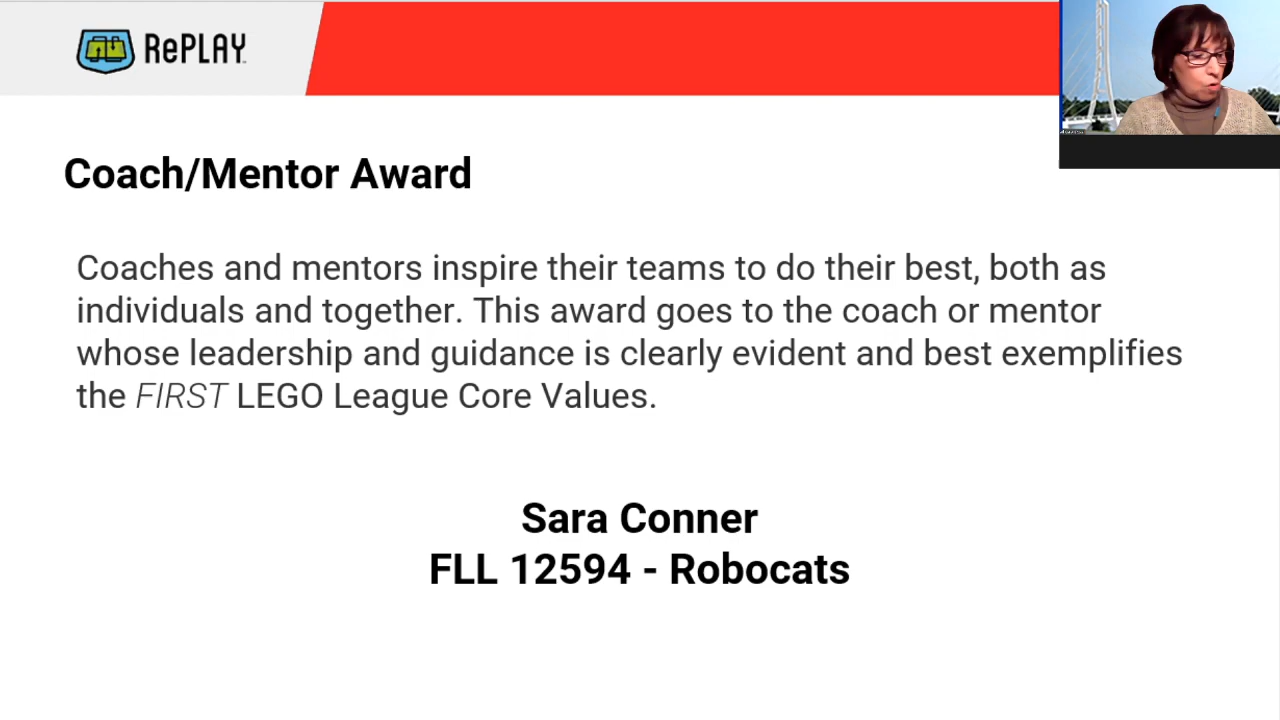 RePLAY
Coach/Mentor Award
Coaches and mentors inspire their teams to do their best, both as
individuals and together. This award goes to the coach or mentor
whose leadership and guidance is clearly evident and best exemplifies
the FIRST LEGO League Core Values.
Sara Conner
FLL 12594 - Robocats